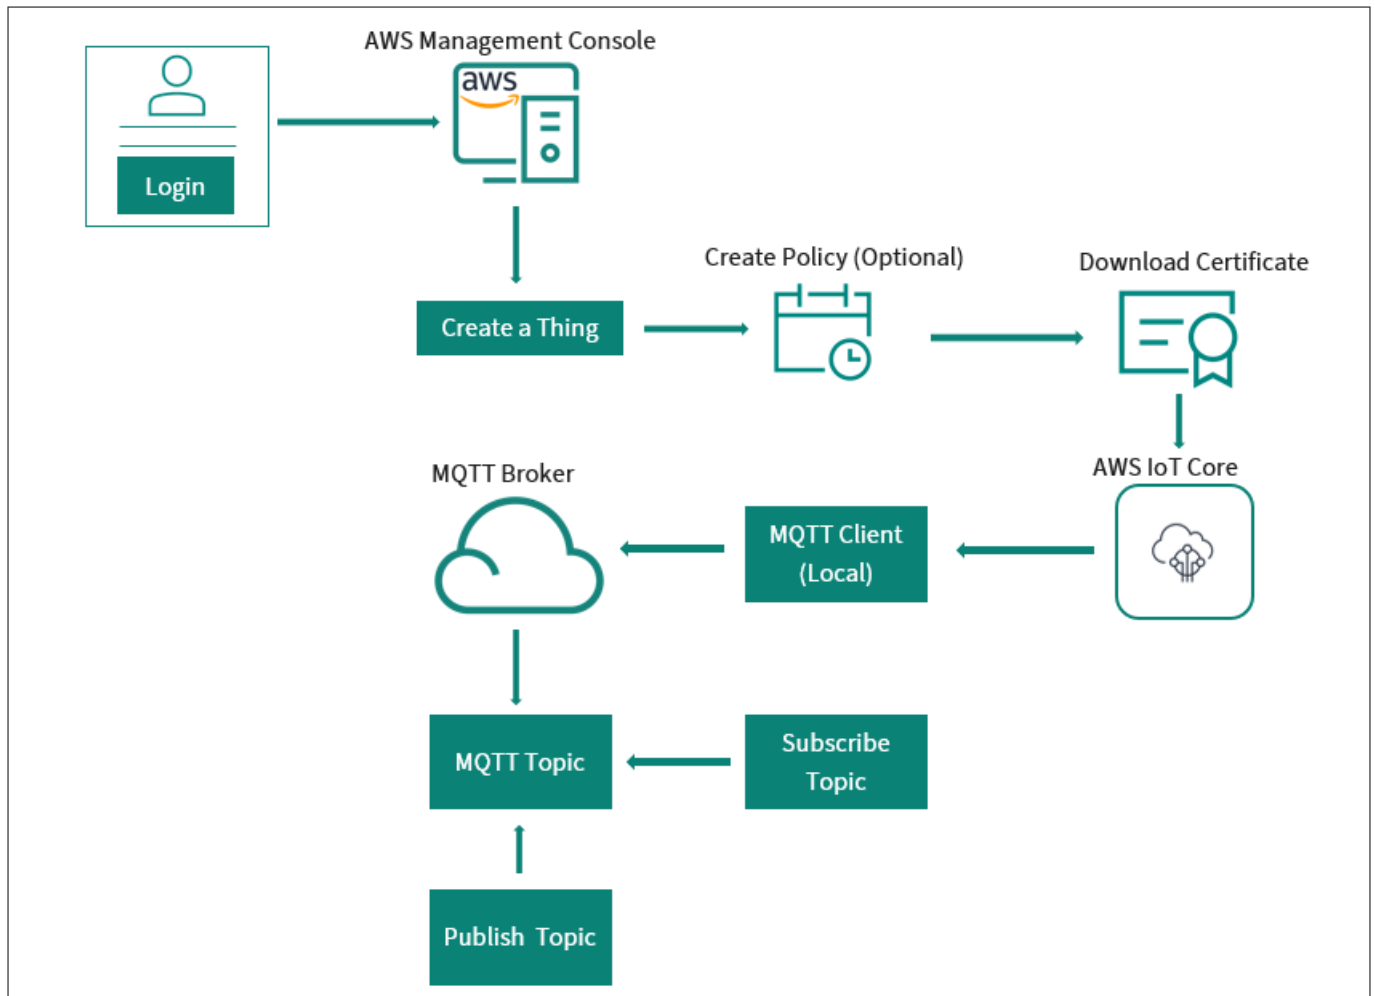 AWS Management Console
aws
Login
Create Policy (Optional)
Download Certificate
Create a Thing
AWS IoT Core
MQTT Broker
MQTT Client
(Local)
MQTT Topic
Subscribe
Topic
Publish Topic